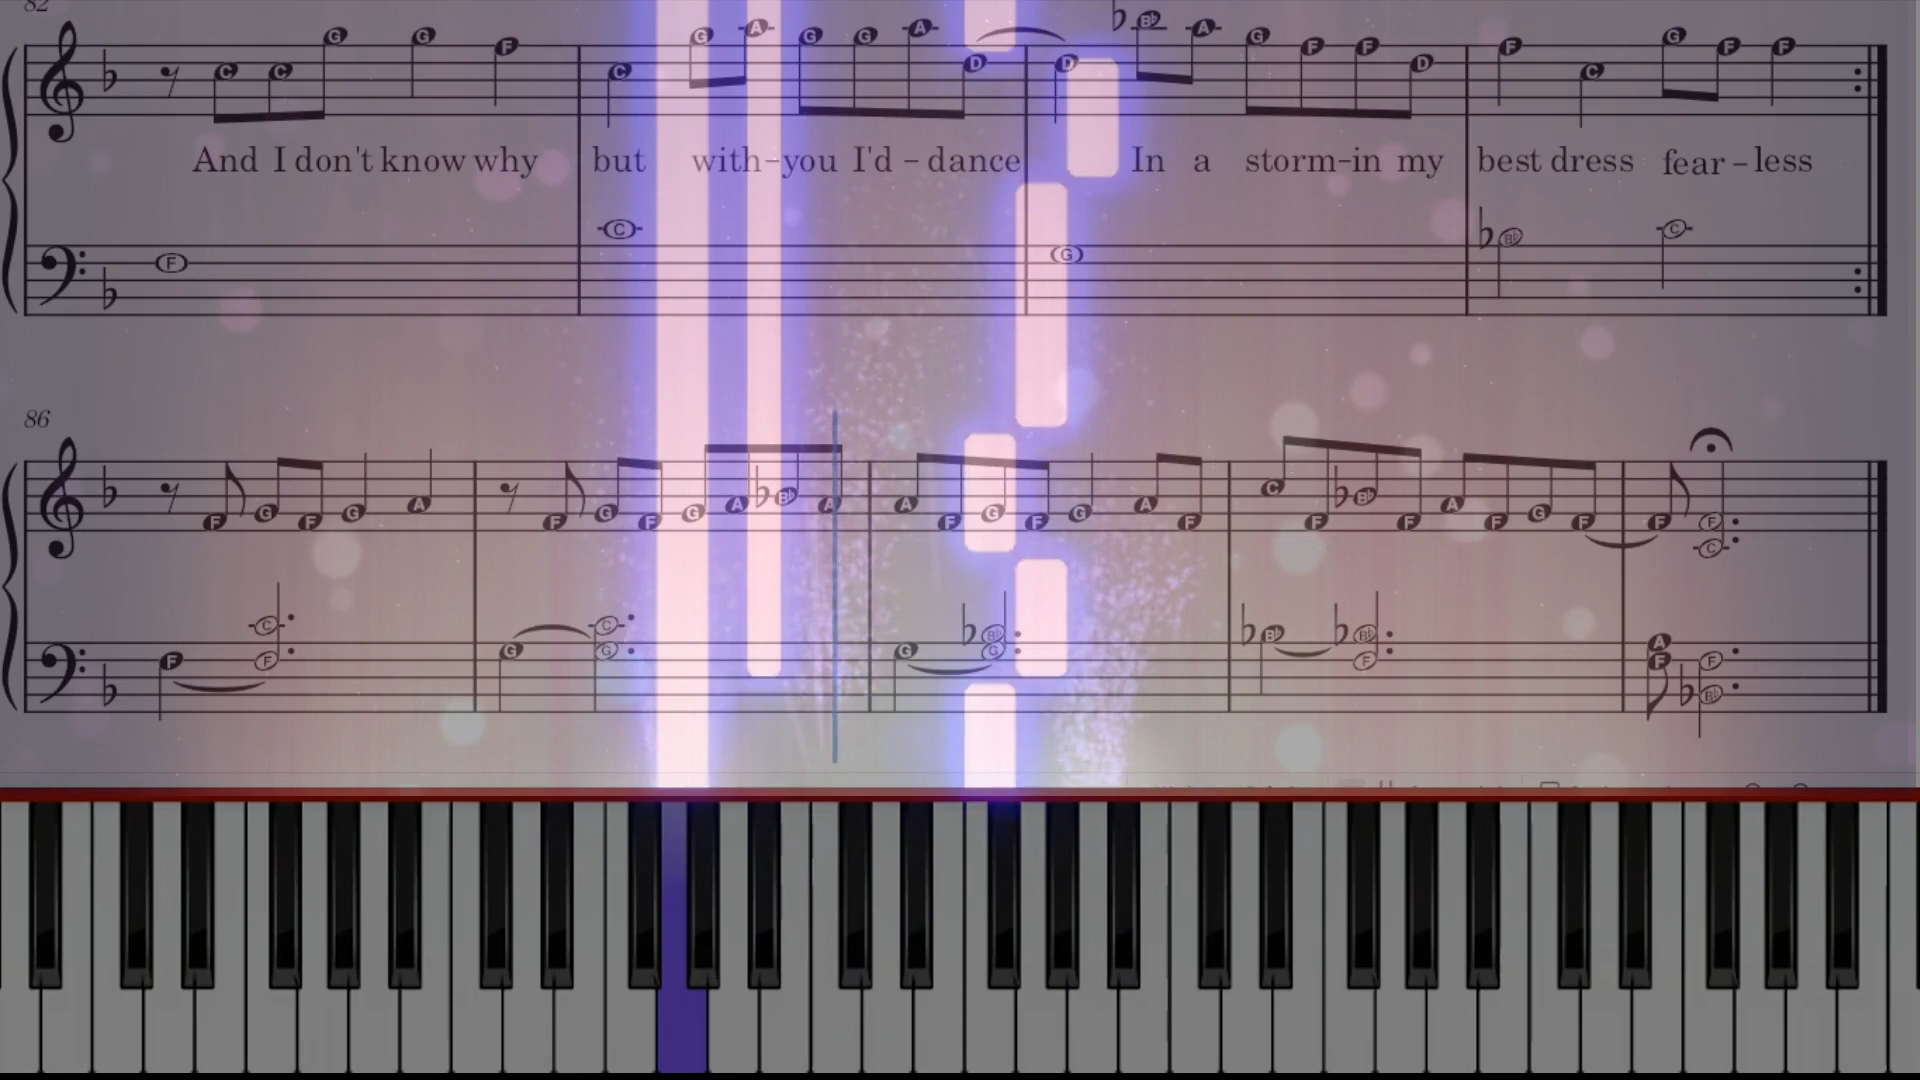 82
C C G G F C G A G G A D D B♭ A G F F D F C G F F
And I don't know why but with-you I'd - dance In a storm-in my best dress fear - less
F C G B♭ C
86
F G F G A F G F G A B♭ A A F G F G A F C F B♭ F A F G F F F
C
C C B♭ B♭ A
F F G G G G B♭ F F F B♭